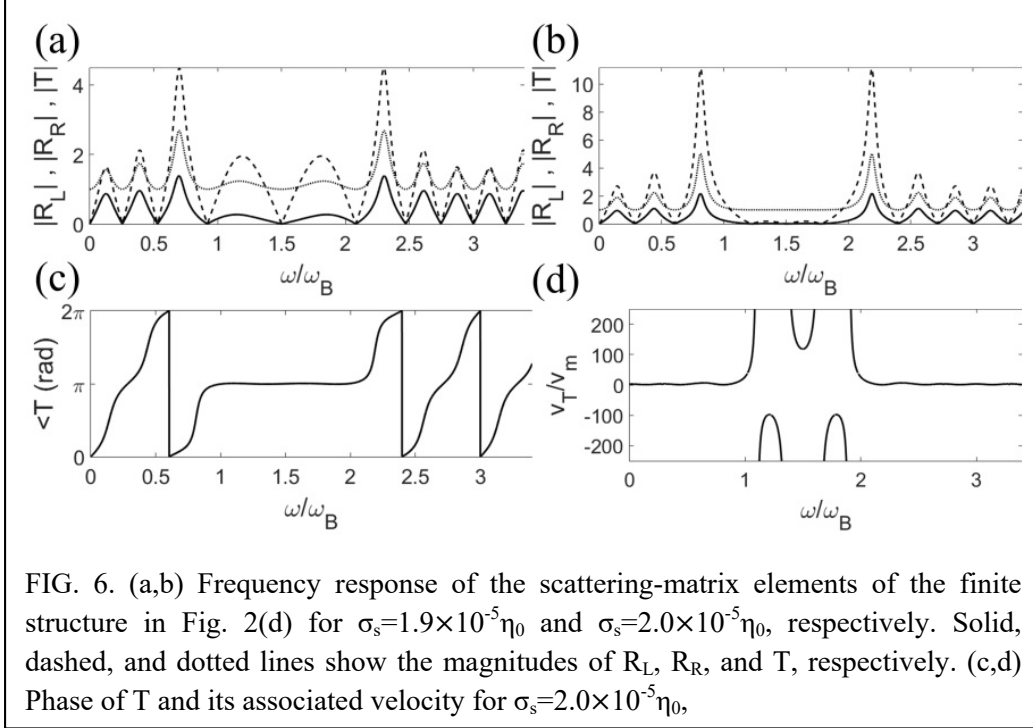 (a)
(b)
|R_L| , |R_R| , |T|
4
2
0
0 0.5 1 1.5 2 2.5 3
ω/ω_B
|R_L| , |R_R| , |T|
10
8
6
4
2
0
0 0.5 1 1.5 2 2.5 3
ω/ω_B
(c)
(d)
<T (rad)
2π
π
0
0 0.5 1 1.5 2 2.5 3
ω/ω_B
v_T/v_m
200
100
0
-100
-200
0 1 2 3
ω/ω_B
FIG. 6. (a,b) Frequency response of the scattering-matrix elements of the finite
structure in Fig. 2(d) for σ_s=1.9×10⁻⁵η₀ and σ_s=2.0×10⁻⁵η₀, respectively. Solid,
dashed, and dotted lines show the magnitudes of R_L, R_R, and T, respectively. (c,d)
Phase of T and its associated velocity for σ_s=2.0×10⁻⁵η₀,